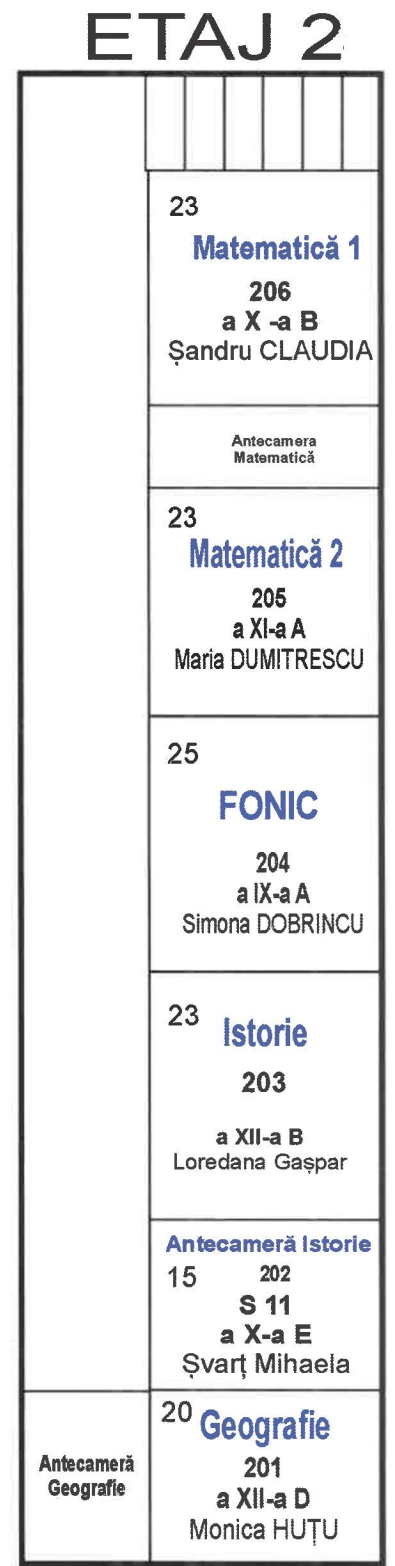 ETAJ 2
23
Matematică 1
206
a X -a B
Șandru CLAUDIA
Antecamera
Matematică
23
Matematică 2
205
a XI-a A
Maria DUMITRESCU
25
FONIC
204
a IX-a A
Simona DOBRINCU
23
Istorie
203
a XII-a B
Loredana Gașpar
Antecameră Istorie
15 202
S 11
a X-a E
Șvarț Mihaela
Antecameră
Geografie
20 Geografie
201
a XII-a D
Monica HUȚU